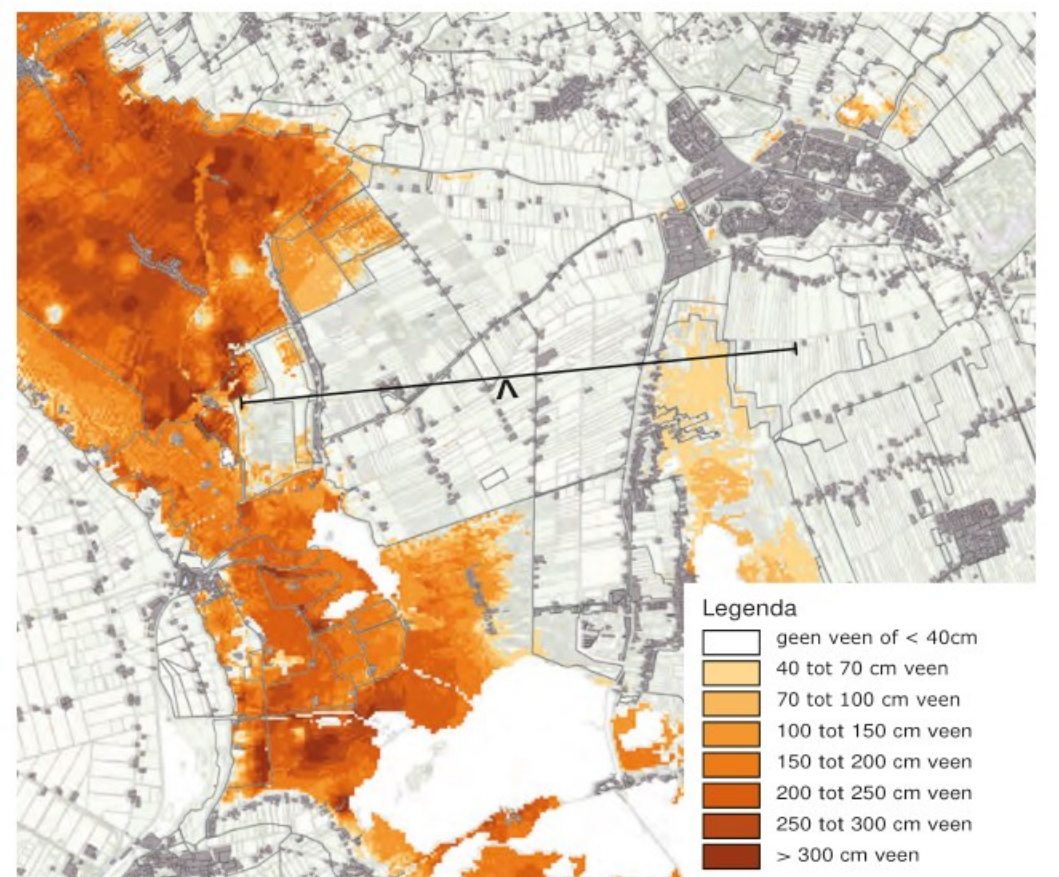 Legenda
geen veen of < 40cm
40 tot 70 cm veen
70 tot 100 cm veen
100 tot 150 cm veen
150 tot 200 cm veen
200 tot 250 cm veen
250 tot 300 cm veen
> 300 cm veen